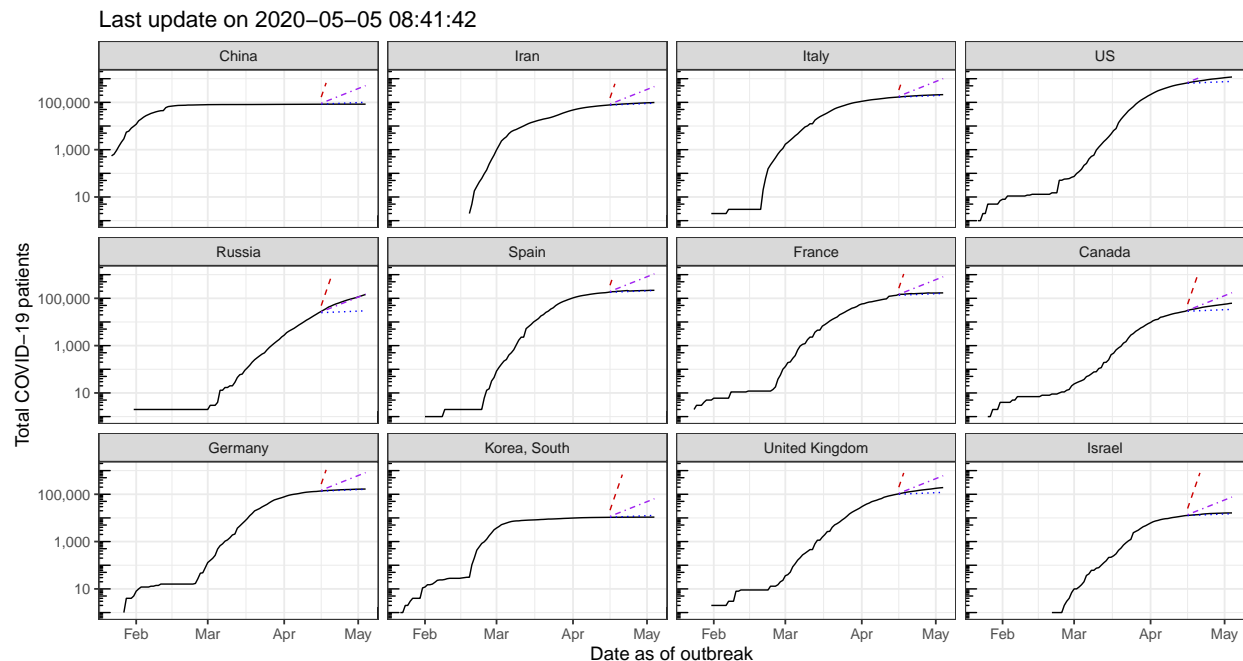 Last update on 2020−05−05 08:41:42
China Iran Italy US
100,000
1,000
10
Russia Spain France Canada
100,000
1,000
10
Germany Korea, South United Kingdom Israel
100,000
1,000
10
Feb Mar Apr May Feb Mar Apr May Feb Mar Apr May Feb Mar Apr May
Date as of outbreak
Total COVID−19 patients